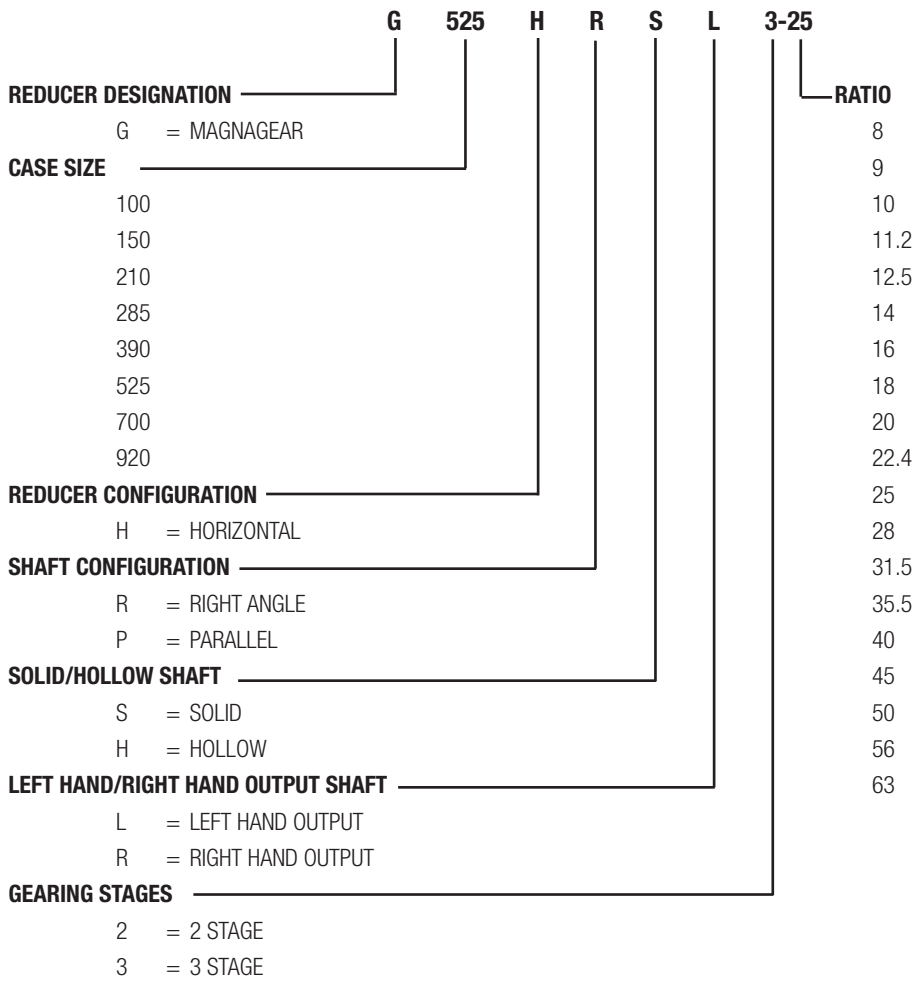 G 525 H R S L 3-25
REDUCER DESIGNATION RATIO
G = MAGNAGEAR 8
CASE SIZE 9
100 10
150 11.2
210 12.5
285 14
390 16
525 18
700 20
920 22.4
REDUCER CONFIGURATION 25
H = HORIZONTAL 28
SHAFT CONFIGURATION 31.5
R = RIGHT ANGLE 35.5
P = PARALLEL 40
SOLID/HOLLOW SHAFT 45
S = SOLID 50
H = HOLLOW 56
LEFT HAND/RIGHT HAND OUTPUT SHAFT 63
L = LEFT HAND OUTPUT
R = RIGHT HAND OUTPUT
GEARING STAGES
2 = 2 STAGE
3 = 3 STAGE